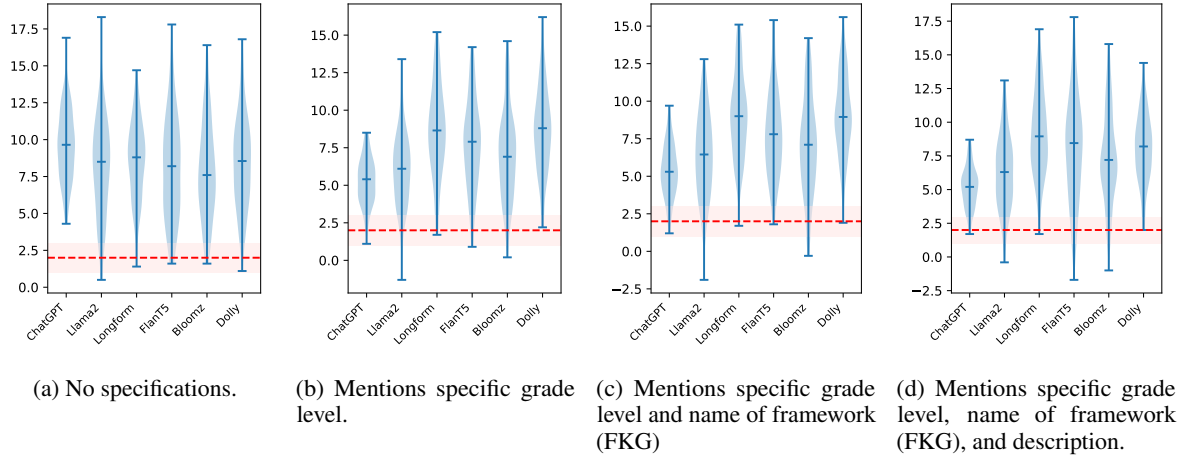 17.5
15.0
12.5
10.0
7.5
5.0
2.5
0.0
ChatGPT
Llama2
Longform
FlanT5
Bloomz
Dolly
(a) No specifications.
15.0
12.5
10.0
7.5
5.0
2.5
0.0
ChatGPT
Llama2
Longform
FlanT5
Bloomz
Dolly
(b) Mentions specific grade
level.
15.0
12.5
10.0
7.5
5.0
2.5
0.0
−2.5
ChatGPT
Llama2
Longform
FlanT5
Bloomz
Dolly
(c) Mentions specific grade
level and name of framework
(FKG)
17.5
15.0
12.5
10.0
7.5
5.0
2.5
0.0
−2.5
ChatGPT
Llama2
Longform
FlanT5
Bloomz
Dolly
(d) Mentions specific grade
level, name of framework
(FKG), and description.